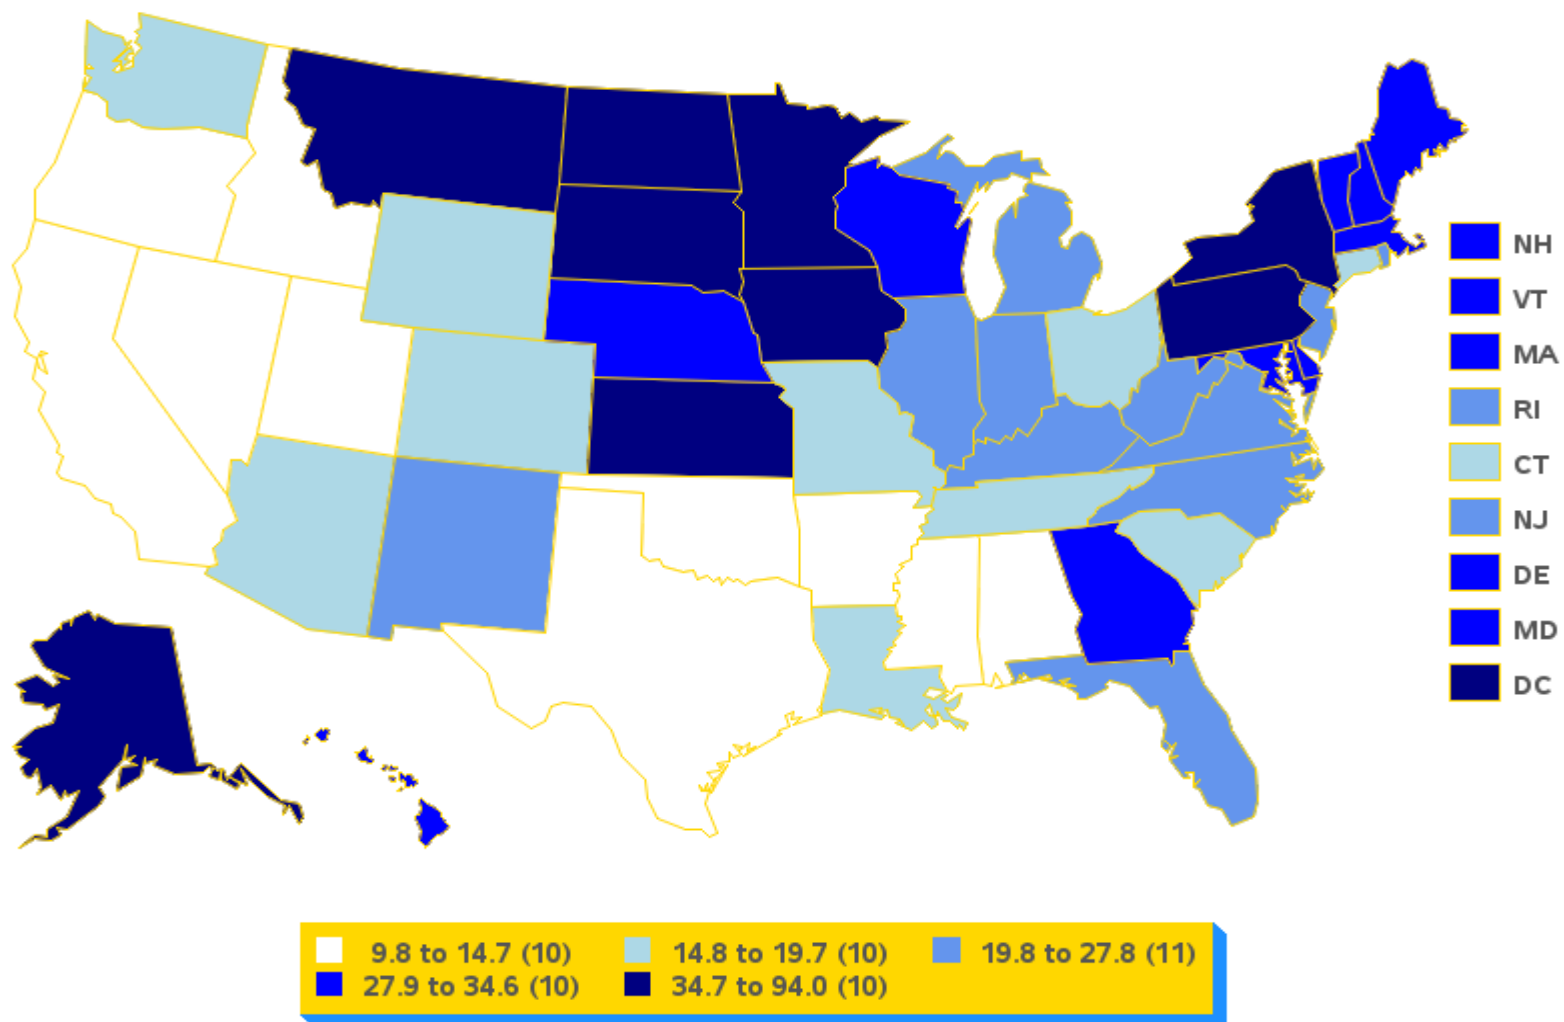 NH
VT
MA
RI
CT
NJ
DE
MD
DC
9.8 to 14.7 (10) 14.8 to 19.7 (10) 19.8 to 27.8 (11)
27.9 to 34.6 (10) 34.7 to 94.0 (10)